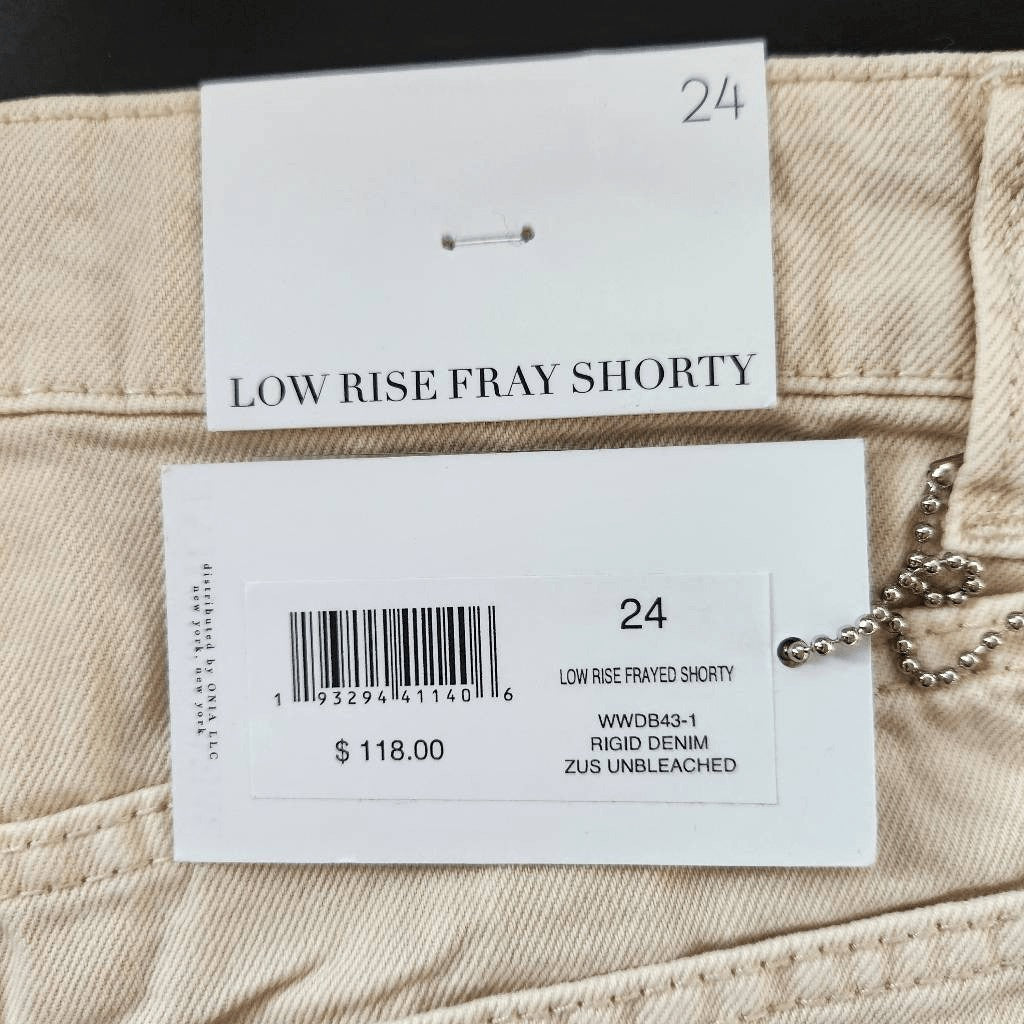 24
LOW RISE FRAY SHORTY
distributed by ONIA LLC
new york, new york
1 93294 41140 6
$ 118.00
24
LOW RISE FRAYED SHORTY
WWDB43-1
RIGID DENIM
ZUS UNBLEACHED